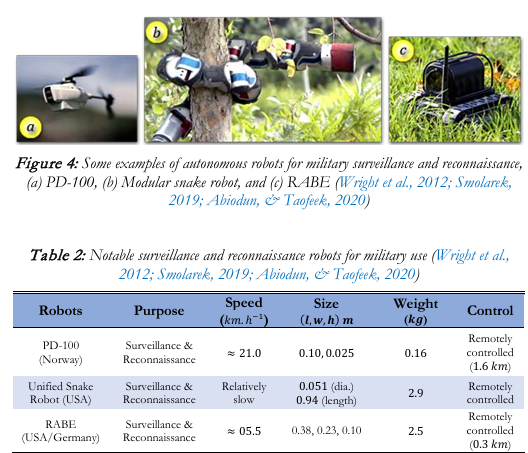 b
a
c
Figure 4: Some examples of autonomous robots for military surveillance and reconnaissance,
(a) PD-100, (b) Modular snake robot, and (c) RABE (Wright et al., 2012; Smolarek,
2019; Abiodun, & Taofeek, 2020)
Table 2: Notable surveillance and reconnaissance robots for military use (Wright et al.,
2012; Smolarek, 2019; Abiodun, & Taofeek, 2020)
Robots Purpose Speed (km.h⁻¹) Size (l, w, h) m Weight (kg) Control
PD-100 (Norway) Surveillance & Reconnaissance ≈ 21.0 0.10, 0.025 0.16 Remotely controlled (1.6 km)
Unified Snake Robot (USA) Surveillance & Reconnaissance Relatively slow 0.051 (dia.) 0.94 (length) 2.9 Remotely controlled
RABE (USA/Germany) Surveillance & Reconnaissance ≈ 05.5 0.38, 0.23, 0.10 2.5 Remotely controlled (0.3 km)